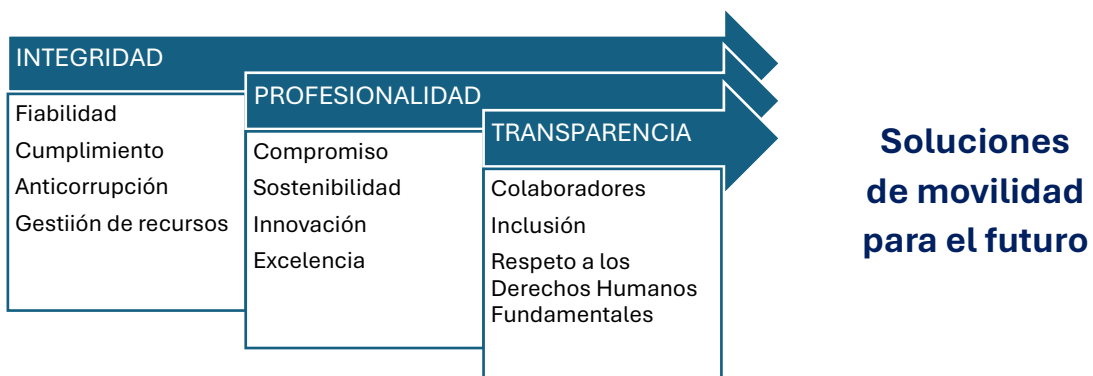 INTEGRIDAD
Fiabilidad
Cumplimiento
Anticorrupción
Gestiión de recursos
PROFESIONALIDAD
Compromiso
Sostenibilidad
Innovación
Excelencia
TRANSPARENCIA
Colaboradores
Inclusión
Respeto a los
Derechos Humanos
Fundamentales
Soluciones
de movilidad
para el futuro